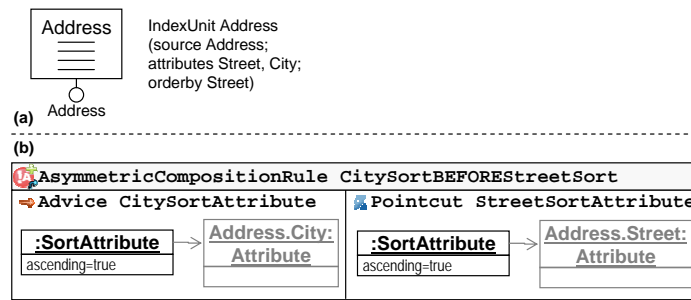 Address
IndexUnit Address
(source Address;
attributes Street, City;
orderby Street)
Address
(a)
(b)
AsymmetricCompositionRule CitySortBEFOREStreetSort
Advice CitySortAttribute
Pointcut StreetSortAttribute
:SortAttribute
ascending=true
Address.City:
Attribute
:SortAttribute
ascending=true
Address.Street:
Attribute